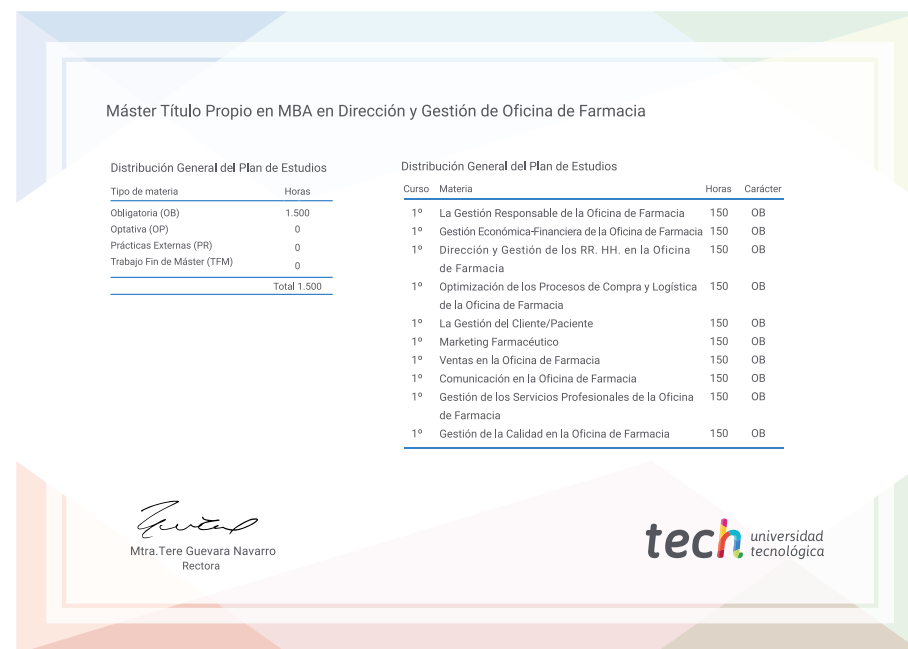 Máster Título Propio en MBA en Dirección y Gestión de Oficina de Farmacia
Distribución General del Plan de Estudios
Tipo de materia Horas
Obligatoria (OB) 1.500
Optativa (OP) 0
Prácticas Externas (PR) 0
Trabajo Fin de Máster (TFM) 0
Total 1.500
Distribución General del Plan de Estudios
Curso Materia Horas Carácter
1º La Gestión Responsable de la Oficina de Farmacia 150 OB
1º Gestión Económica-Financiera de la Oficina de Farmacia 150 OB
1º Dirección y Gestión de los RR. HH. en la Oficina 150 OB
de Farmacia
1º Optimización de los Procesos de Compra y Logística 150 OB
de la Oficina de Farmacia
1º La Gestión del Cliente/Paciente 150 OB
1º Marketing Farmacéutico 150 OB
1º Ventas en la Oficina de Farmacia 150 OB
1º Comunicación en la Oficina de Farmacia 150 OB
1º Gestión de los Servicios Profesionales de la Oficina 150 OB
de Farmacia
1º Gestión de la Calidad en la Oficina de Farmacia 150 OB
Mtra.Tere Guevara Navarro
Rectora
tech universidad
tecnológica